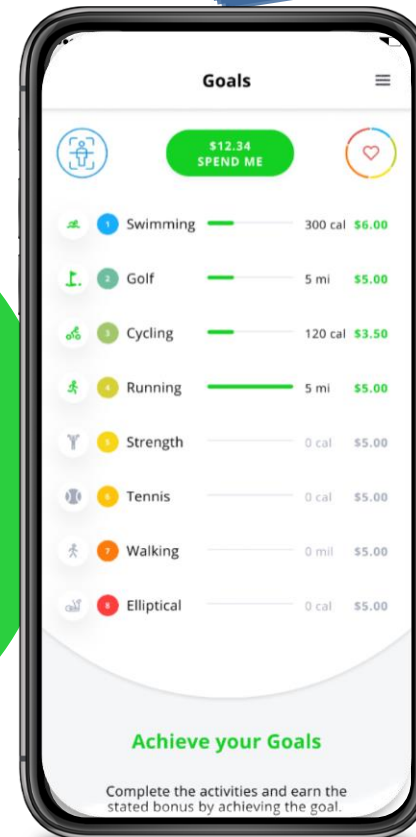 Goals
$12.34
SPEND ME
1 Swimming 300 cal $6.00
2 Golf 5 mi $5.00
3 Cycling 120 cal $3.50
4 Running 5 mi $5.00
5 Strength 0 cal $5.00
6 Tennis 0 cal $5.00
7 Walking 0 mil $5.00
8 Elliptical 0 cal $5.00
Achieve your Goals
Complete the activities and earn the
stated bonus by achieving the goal.